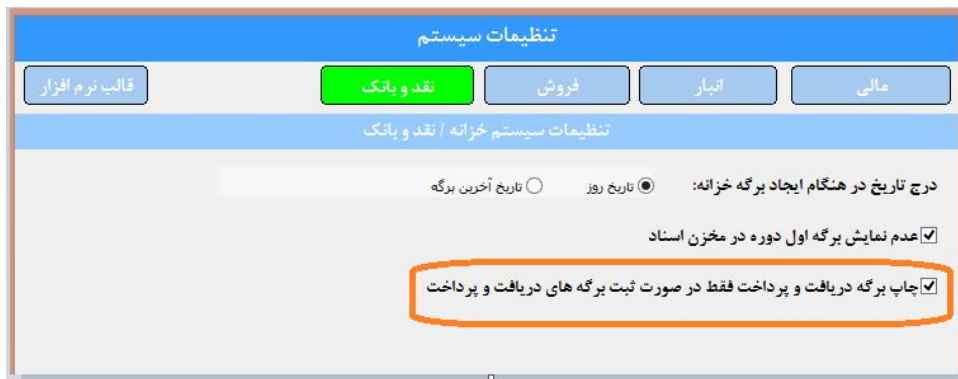 تنظیمات سیستم
مالی انبار فروش نقد و بانک قالب نرم افزار
تنظیمات سیستم خزانه / نقد و بانک
درج تاریخ در هنگام ایجاد برگه خزانه: تاریخ روز تاریخ آخرین برگه
عدم نمایش برگه اول دوره در مخزن اسناد
چاپ برگه دریافت و پرداخت فقط در صورت ثبت برگه های دریافت و پرداخت